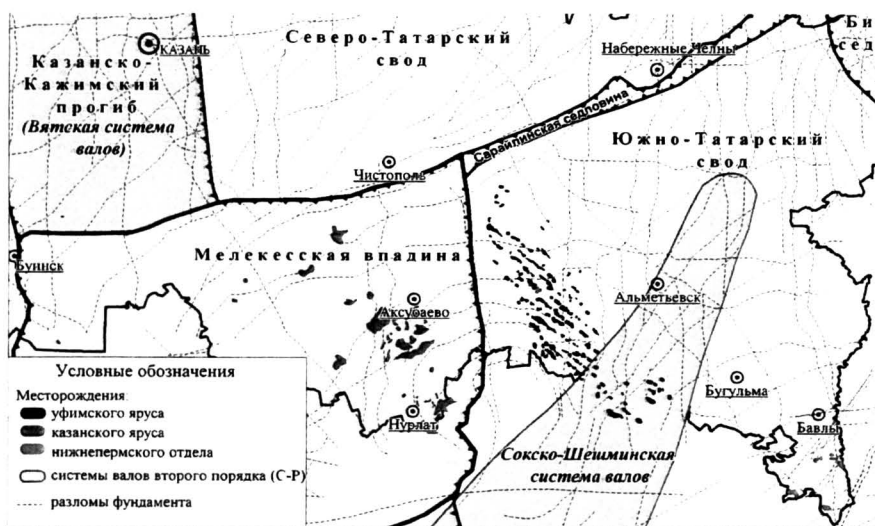 КАЗАНЬ
Казанско-
Кажимский
прогиб
(Вятская система
валов)
Северо-Татарский
свод
Набережные Челны
Би
сед
Сарайлинская седловина
Южно-Татарский
свод
Чистополь
Мелекесская впадина
Буинск
Аксубаево
Альметьевск
Нурлат
Бугульма
Бавлы
Сокско-Шешминская
система валов
Условные обозначения
Месторождения
уфимского яруса
казанского яруса
нижнепермского отдела
системы валов второго порядка (С-Р)
разломы фундамента